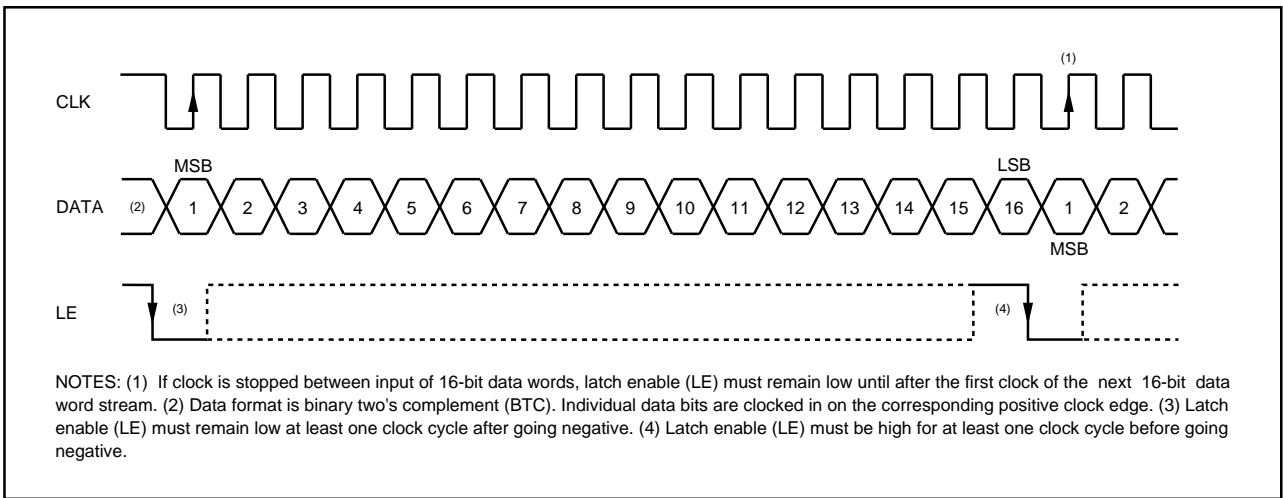 (1)
CLK
MSB LSB
DATA (2) 1 2 3 4 5 6 7 8 9 10 11 12 13 14 15 16 1 2
MSB
LE (3) (4)
NOTES: (1) If clock is stopped between input of 16-bit data words, latch enable (LE) must remain low until after the first clock of the next 16-bit data
word stream. (2) Data format is binary two's complement (BTC). Individual data bits are clocked in on the corresponding positive clock edge. (3) Latch
enable (LE) must remain low at least one clock cycle after going negative. (4) Latch enable (LE) must be high for at least one clock cycle before going
negative.